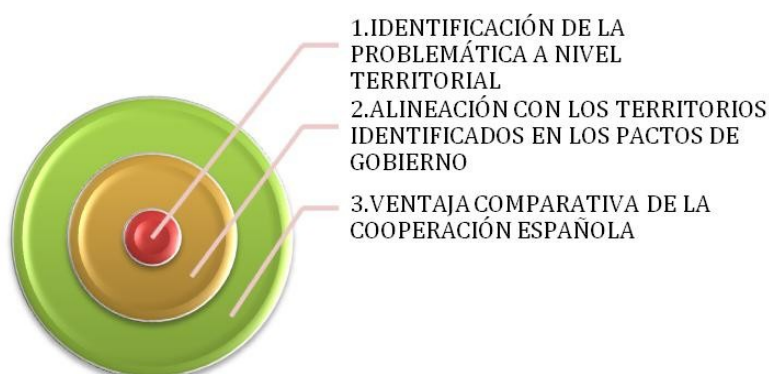 1.IDENTIFICACIÓN DE LA
PROBLEMÁTICA A NIVEL
TERRITORIAL
2.ALINEACIÓN CON LOS TERRITORIOS
IDENTIFICADOS EN LOS PACTOS DE
GOBIERNO
3.VENTAJA COMPARATIVA DE LA
COOPERACIÓN ESPAÑOLA